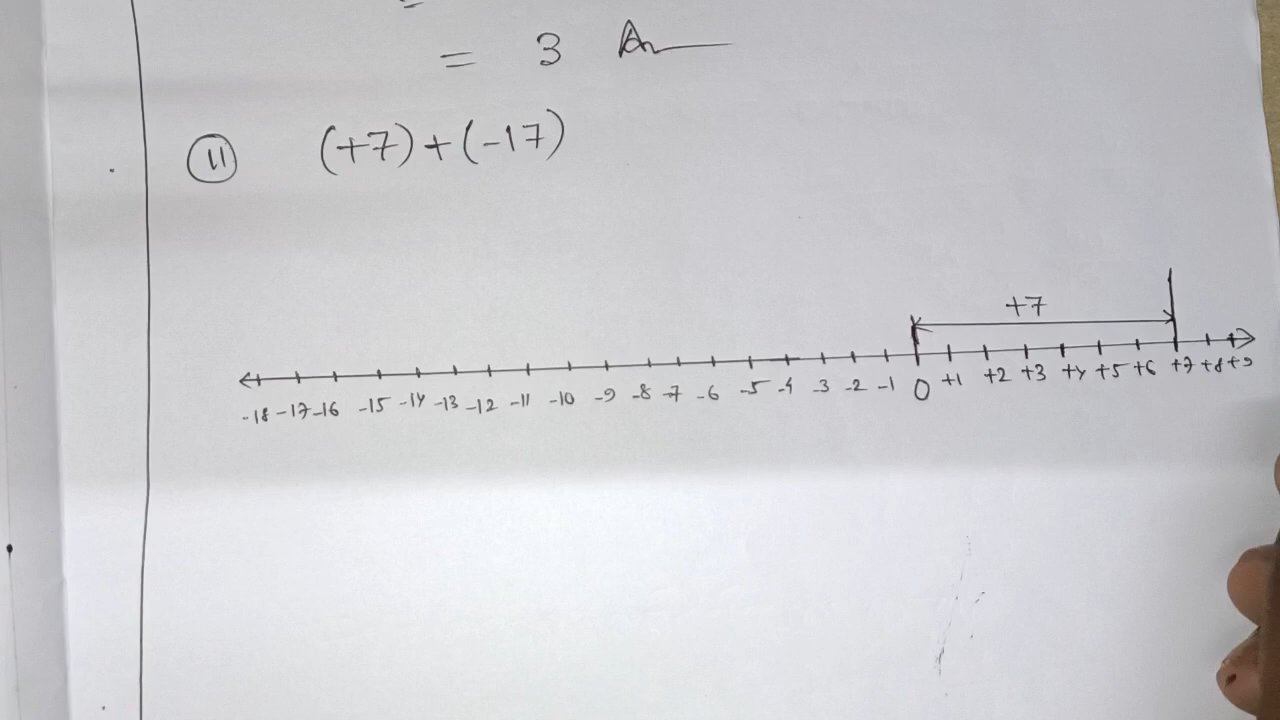 = 3 Ans
(11) (+7)+(-17)
+7
-18 -17 -16 -15 -14 -13 -12 -11 -10 -9 -8 -7 -6 -5 -4 -3 -2 -1 0 +1 +2 +3 +4 +5 +6 +7 +8 +9